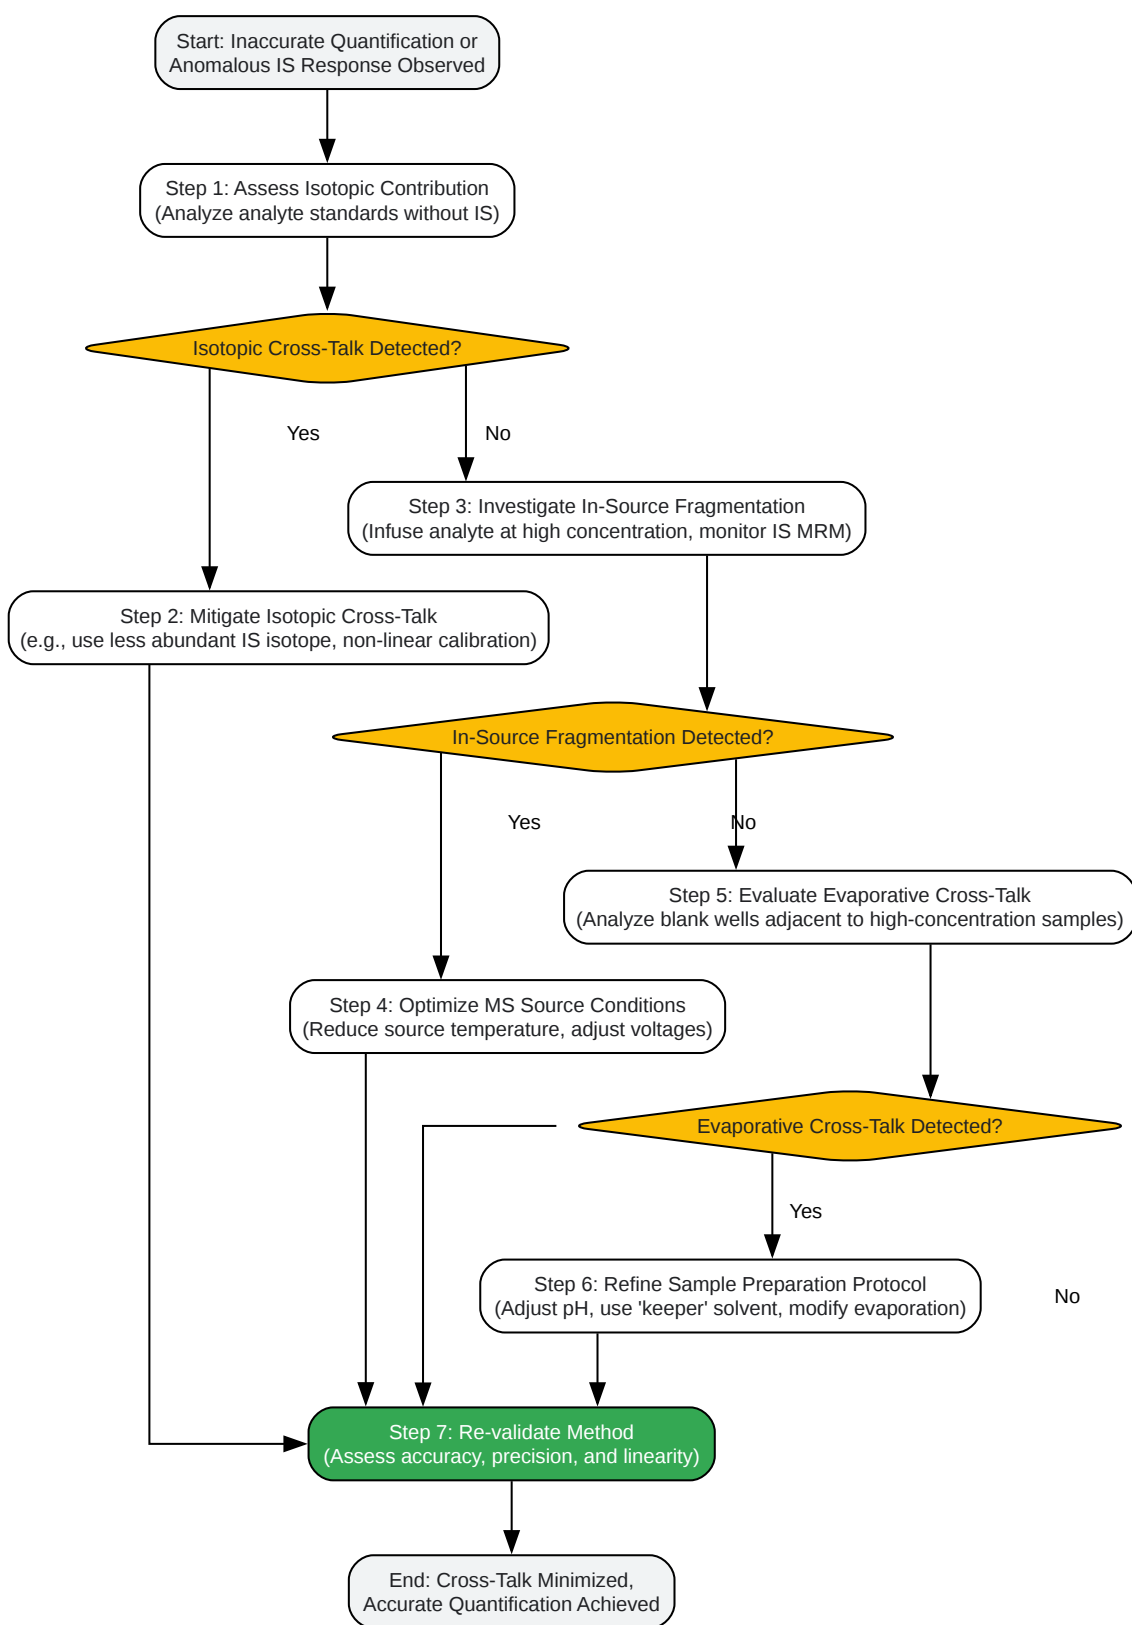 Start: Inaccurate Quantification or
Anomalous IS Response Observed
Step 1: Assess Isotopic Contribution
(Analyze analyte standards without IS)
Isotopic Cross-Talk Detected?
Yes
No
Step 3: Investigate In-Source Fragmentation
(Infuse analyte at high concentration, monitor IS MRM)
Step 2: Mitigate Isotopic Cross-Talk
(e.g., use less abundant IS isotope, non-linear calibration)
In-Source Fragmentation Detected?
Yes
No
Step 5: Evaluate Evaporative Cross-Talk
(Analyze blank wells adjacent to high-concentration samples)
Step 4: Optimize MS Source Conditions
(Reduce source temperature, adjust voltages)
Evaporative Cross-Talk Detected?
Yes
Step 6: Refine Sample Preparation Protocol
(Adjust pH, use 'keeper' solvent, modify evaporation)
No
Step 7: Re-validate Method
(Assess accuracy, precision, and linearity)
End: Cross-Talk Minimized,
Accurate Quantification Achieved